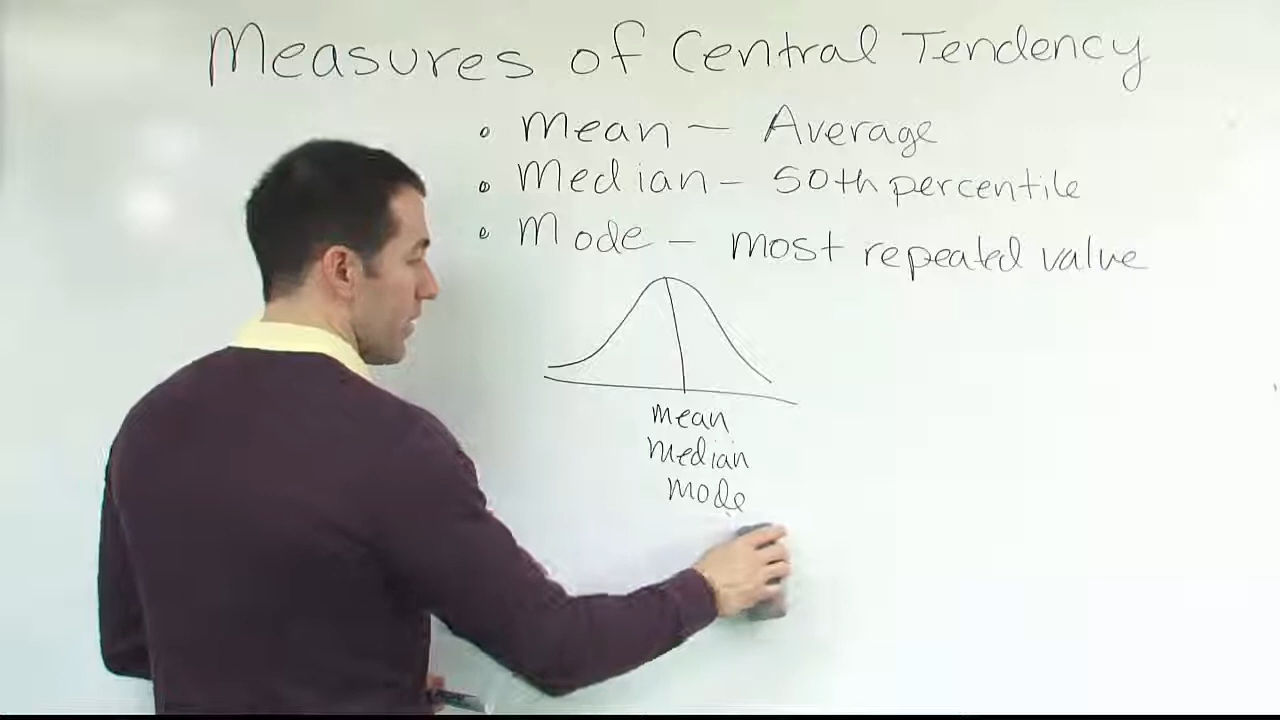 Measures of Central Tendency
• Mean – Average
• Median – 50th percentile
• Mode – most repeated value
mean
median
mode